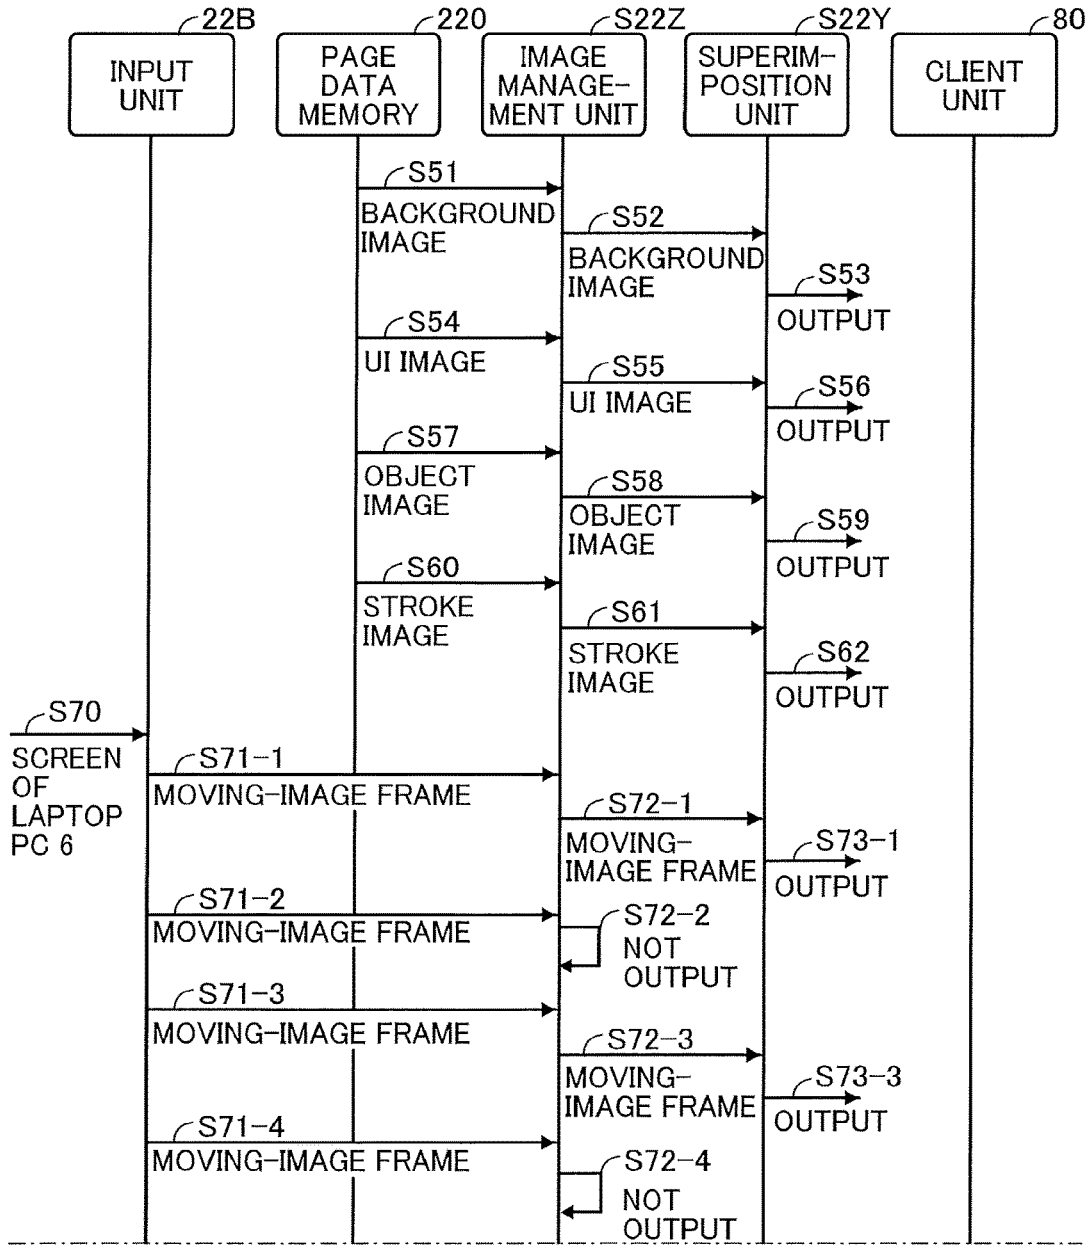 22B
220
S22Z
S22Y
80
INPUT
UNIT
PAGE
DATA
MEMORY
IMAGE
MANAGE-
MENT UNIT
SUPERIM-
POSITION
UNIT
CLIENT
UNIT
S51
BACKGROUND
IMAGE
S52
BACKGROUND
IMAGE
S53
OUTPUT
S54
UI IMAGE
S55
UI IMAGE
S56
OUTPUT
S57
OBJECT
IMAGE
S58
OBJECT
IMAGE
S59
OUTPUT
S60
STROKE
IMAGE
S61
STROKE
IMAGE
S62
OUTPUT
S70
SCREEN
OF
LAPTOP
PC 6
S71-1
MOVING-IMAGE FRAME
S72-1
MOVING-
IMAGE FRAME
S73-1
OUTPUT
S71-2
MOVING-IMAGE FRAME
S72-2
NOT
OUTPUT
S71-3
MOVING-IMAGE FRAME
S72-3
MOVING-
IMAGE FRAME
S73-3
OUTPUT
S71-4
MOVING-IMAGE FRAME
S72-4
NOT
OUTPUT